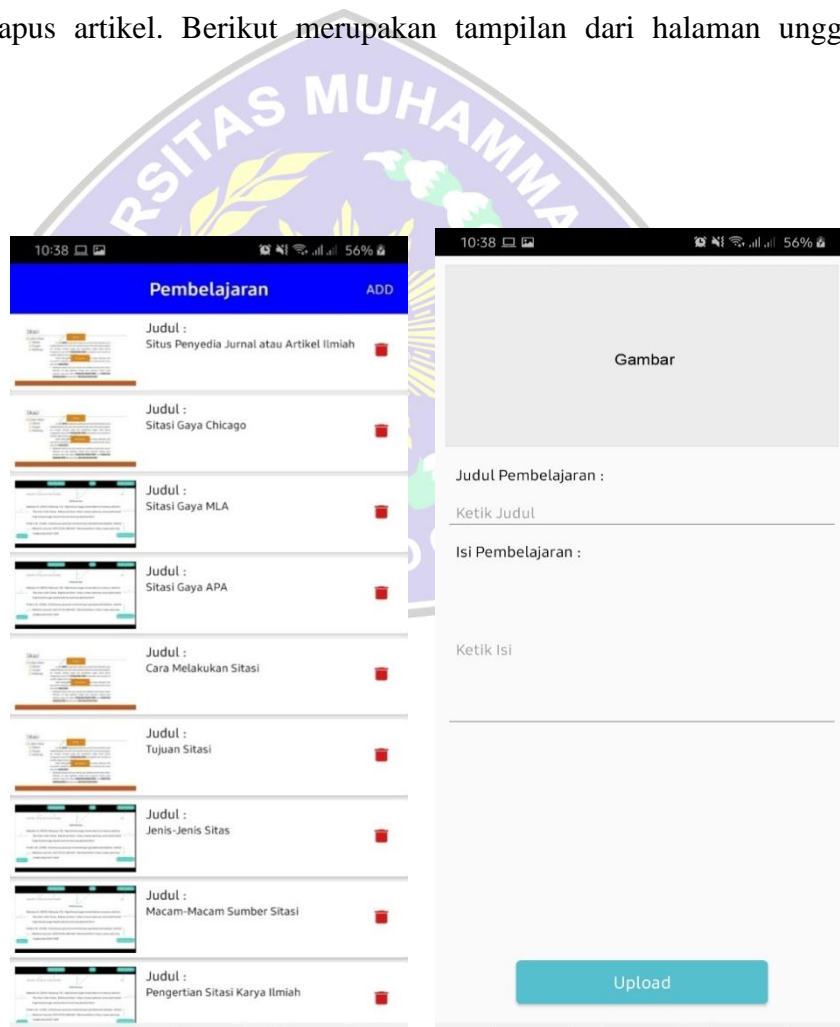 apus artikel. Berikut merupakan tampilan dari halaman ungg
RSITAS MUHAMMA
10:38
56%
Pembelajaran
ADD
Judul :
Situs Penyedia Jurnal atau Artikel Ilmiah
Judul :
Sitasi Gaya Chicago
Judul :
Sitasi Gaya MLA
Judul :
Sitasi Gaya APA
Judul :
Cara Melakukan Sitasi
Judul :
Tujuan Sitasi
Judul :
Jenis-Jenis Sitas
Judul :
Macam-Macam Sumber Sitasi
Judul :
Pengertian Sitasi Karya Ilmiah
10:38
56%
Gambar
Judul Pembelajaran :
Ketik Judul
Isi Pembelajaran :
Ketik Isi
Upload